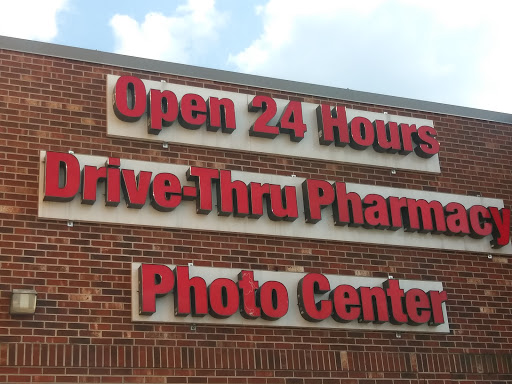 Open 24 Hours
Drive-Thru Pharmacy
Photo Center